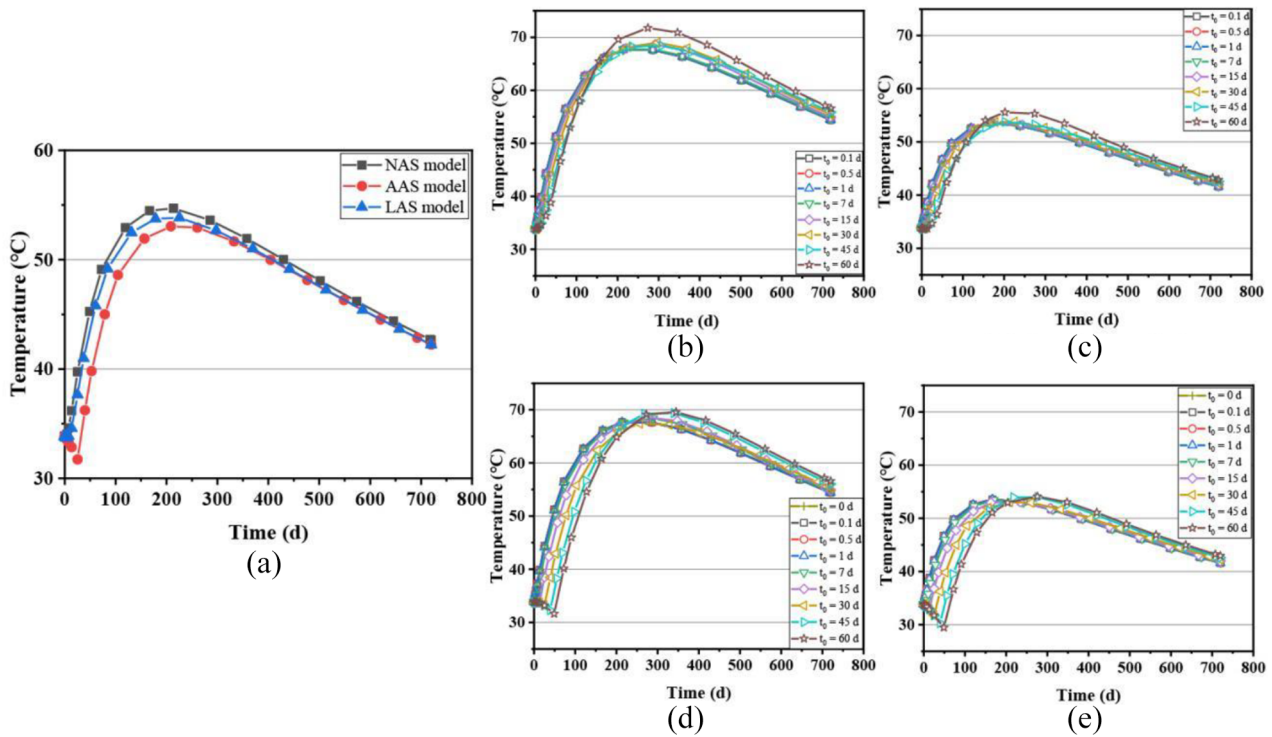 60
50
40
30
Temperature (℃)
0 100 200 300 400 500 600 700 800
Time (d)
NAS model
AAS model
LAS model
(a)
70
60
50
40
30
Temperature (℃)
0 100 200 300 400 500 600 700 800
Time (d)
t₀ = 0.1 d
t₀ = 0.5 d
t₀ = 1 d
t₀ = 7 d
t₀ = 15 d
t₀ = 30 d
t₀ = 45 d
t₀ = 60 d
(b)
70
60
50
40
30
Temperature (℃)
0 100 200 300 400 500 600 700 800
Time (d)
t₀ = 0.1 d
t₀ = 0.5 d
t₀ = 1 d
t₀ = 7 d
t₀ = 15 d
t₀ = 30 d
t₀ = 45 d
t₀ = 60 d
(c)
70
60
50
40
30
Temperature (℃)
0 100 200 300 400 500 600 700 800
Time (d)
t₀ = 0 d
t₀ = 0.1 d
t₀ = 0.5 d
t₀ = 1 d
t₀ = 7 d
t₀ = 15 d
t₀ = 30 d
t₀ = 45 d
t₀ = 60 d
(d)
70
60
50
40
30
Temperature (℃)
0 100 200 300 400 500 600 700 800
Time (d)
t₀ = 0 d
t₀ = 0.1 d
t₀ = 0.5 d
t₀ = 1 d
t₀ = 7 d
t₀ = 15 d
t₀ = 30 d
t₀ = 45 d
t₀ = 60 d
(e)